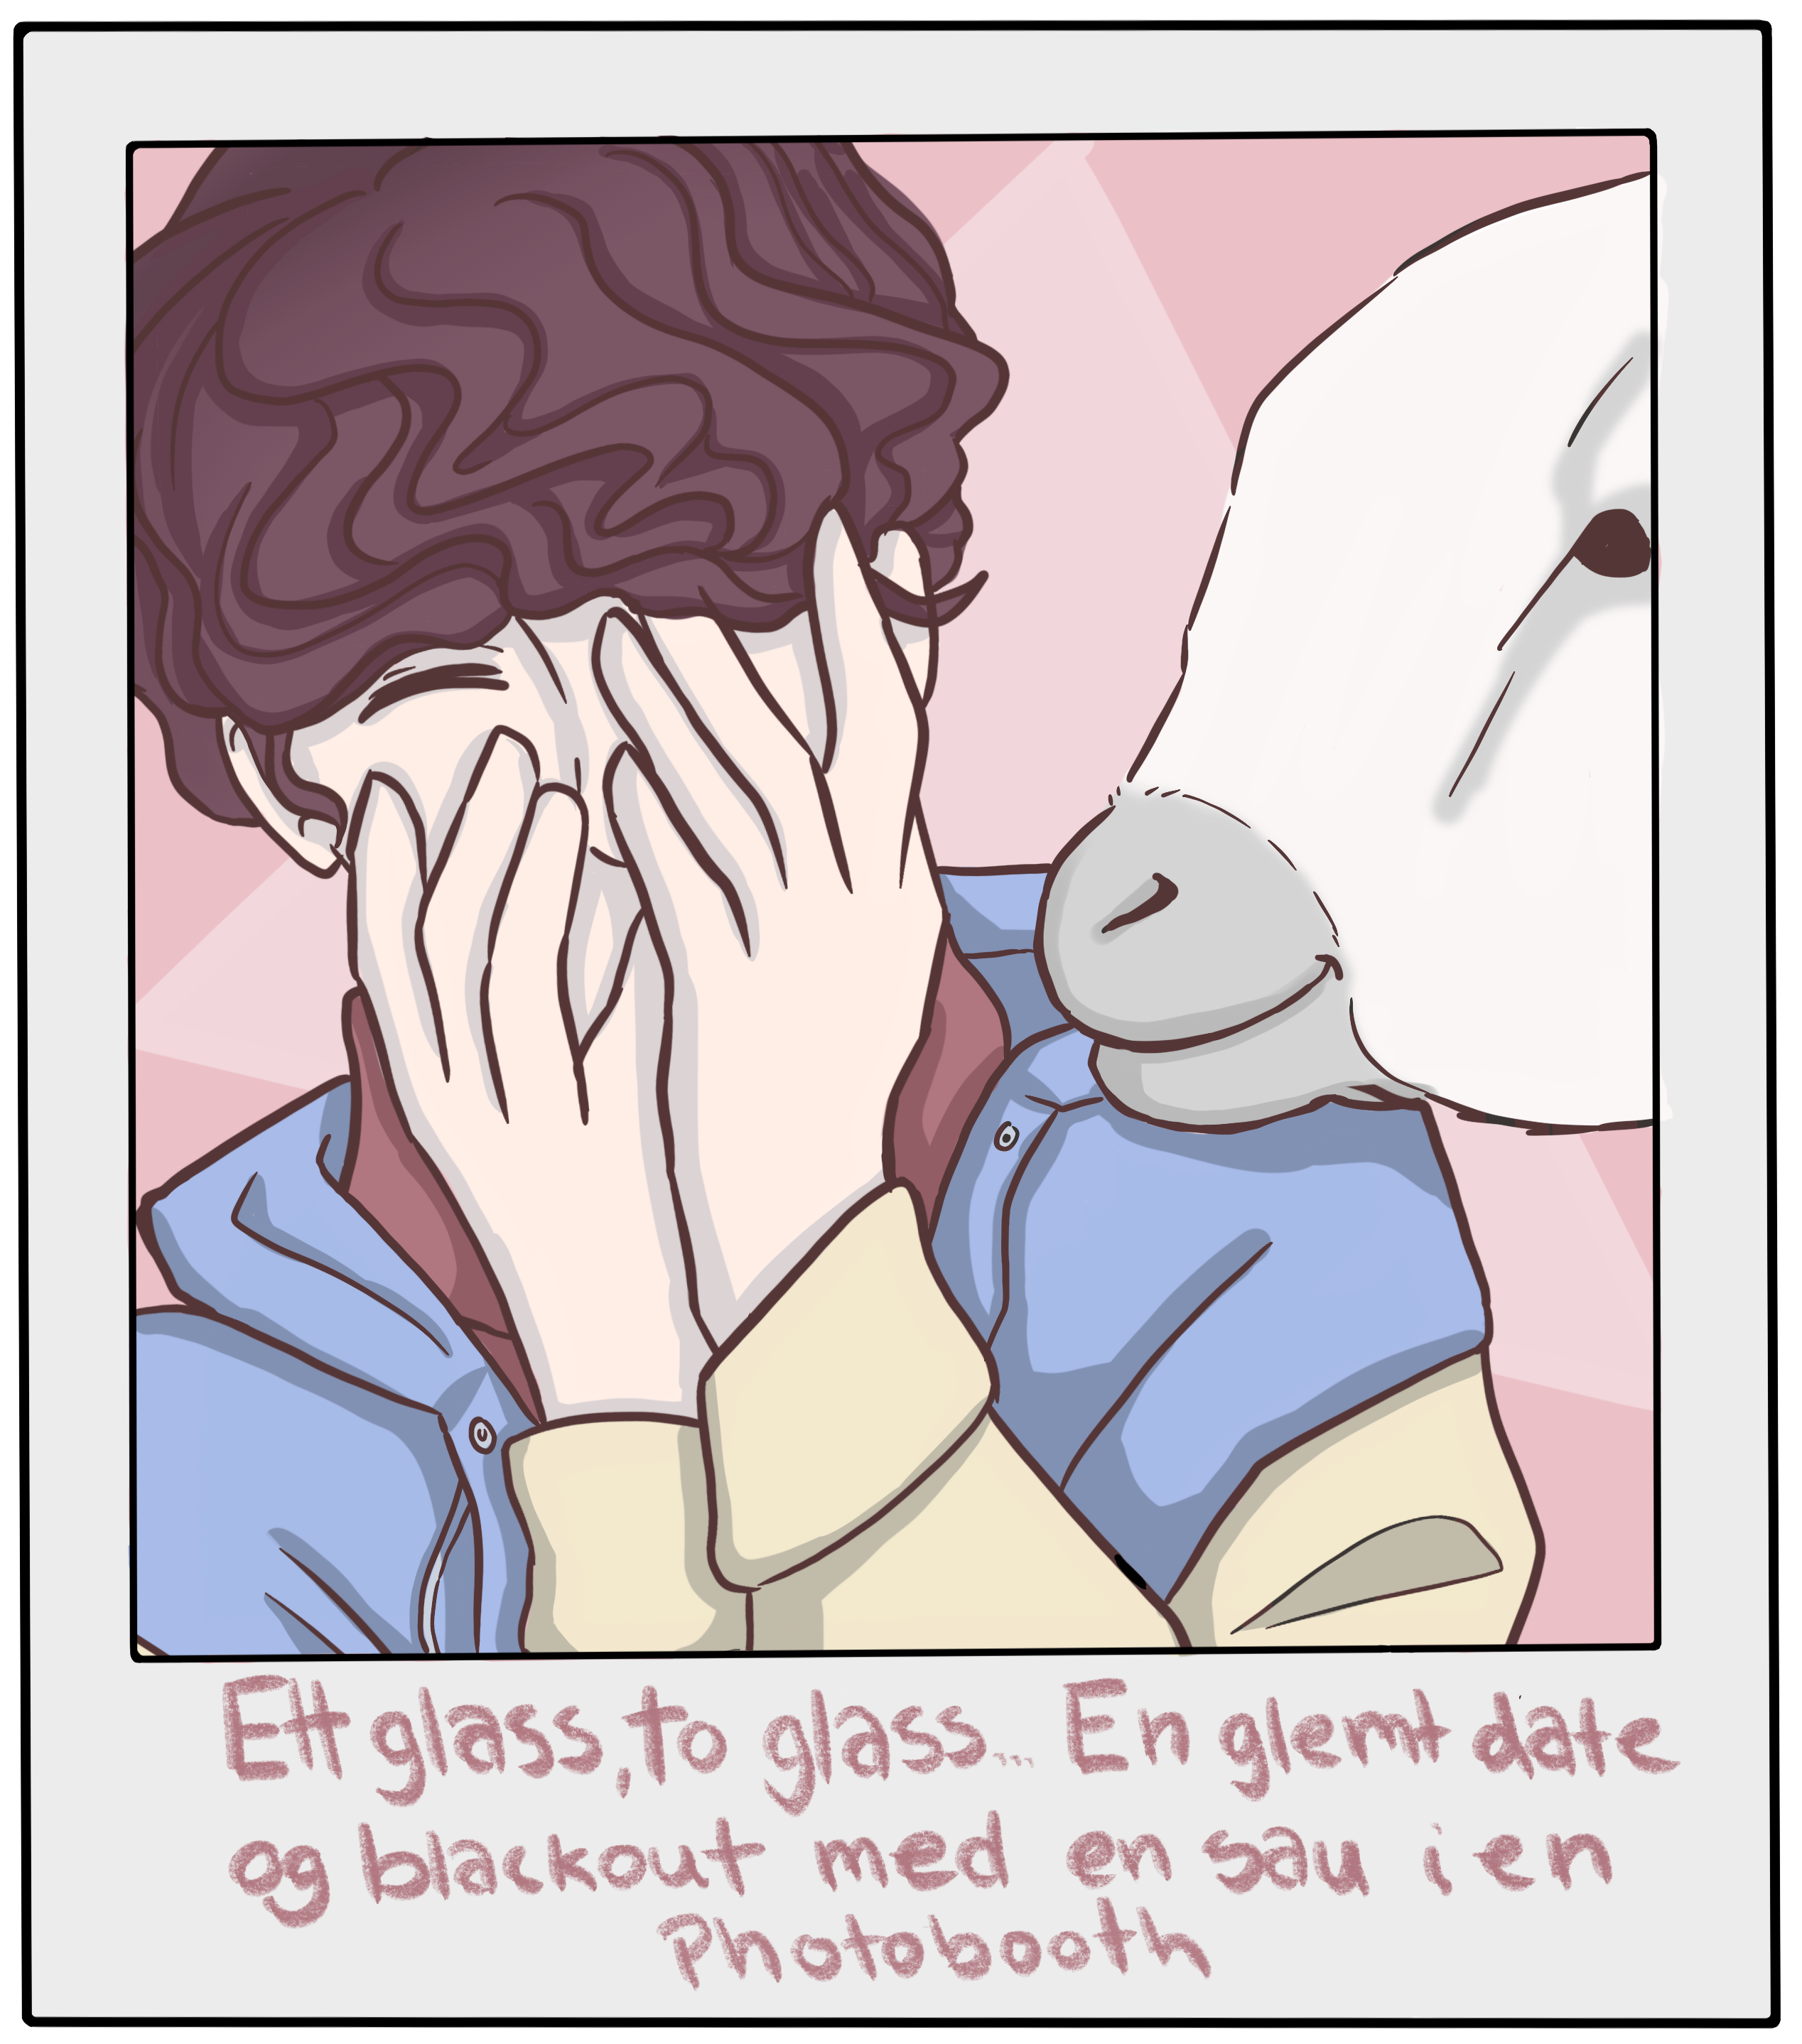 Ett glass, to glass... En glemt date
og blackout med en sau i en
Photobooth